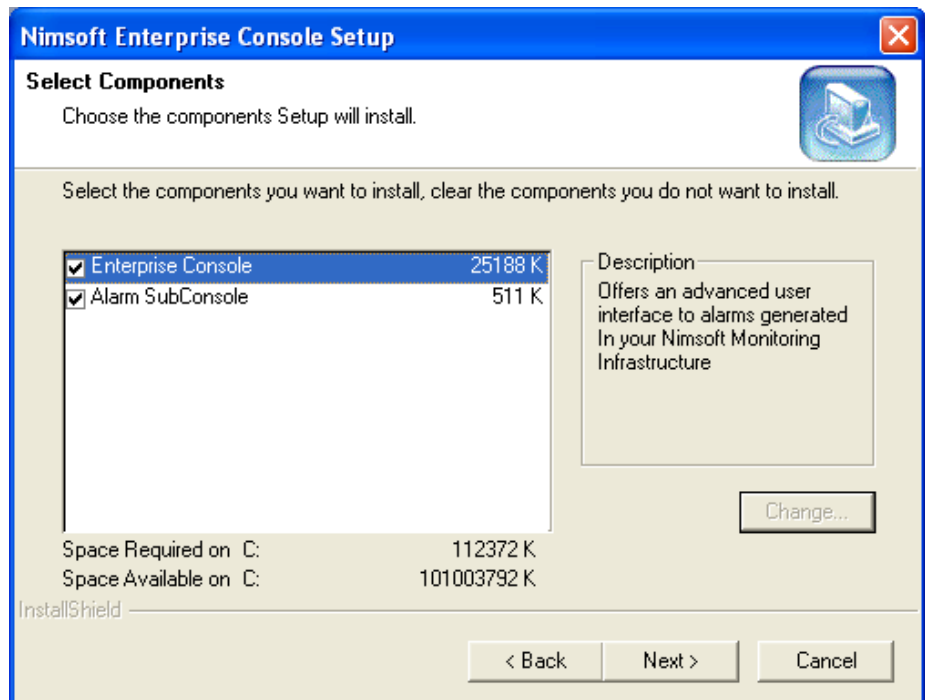 Nimsoft Enterprise Console Setup
Select Components
Choose the components Setup will install.
Select the components you want to install, clear the components you do not want to install.
Enterprise Console 25188 K
Alarm SubConsole 511 K
Description
Offers an advanced user
interface to alarms generated
In your Nimsoft Monitoring
Infrastructure
Change...
Space Required on C: 112372 K
Space Available on C: 101003792 K
InstallShield
< Back Next > Cancel